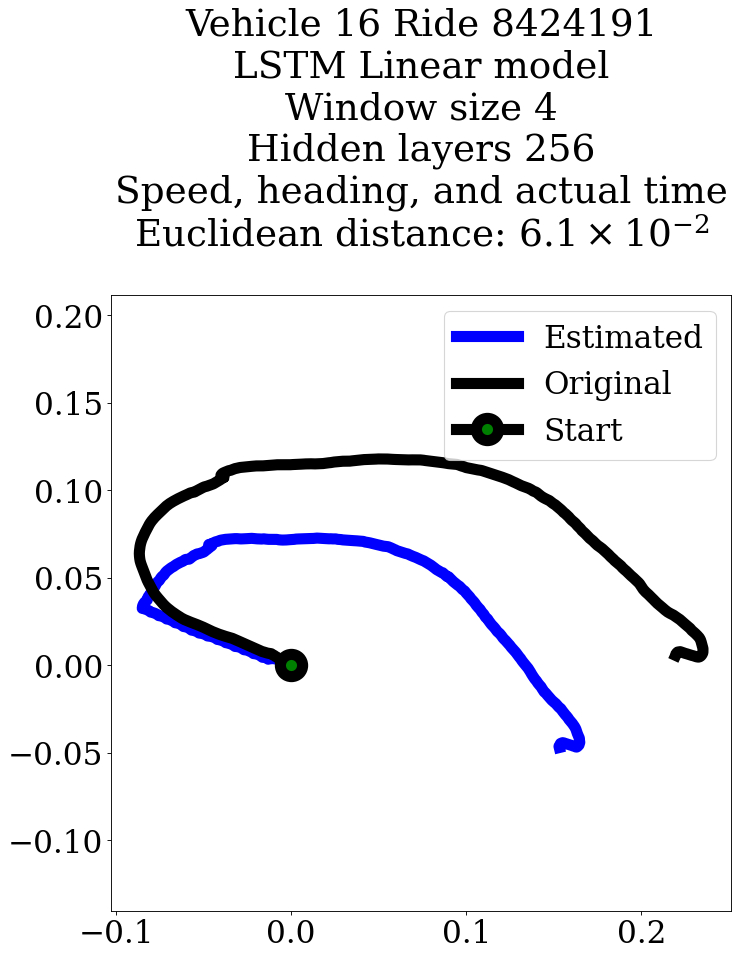 Vehicle 16 Ride 8424191
LSTM Linear model
Window size 4
Hidden layers 256
Speed, heading, and actual time
Euclidean distance: 6.1 × 10⁻²
Estimated
Original
Start
0.20
0.15
0.10
0.05
0.00
−0.05
−0.10
−0.1 0.0 0.1 0.2